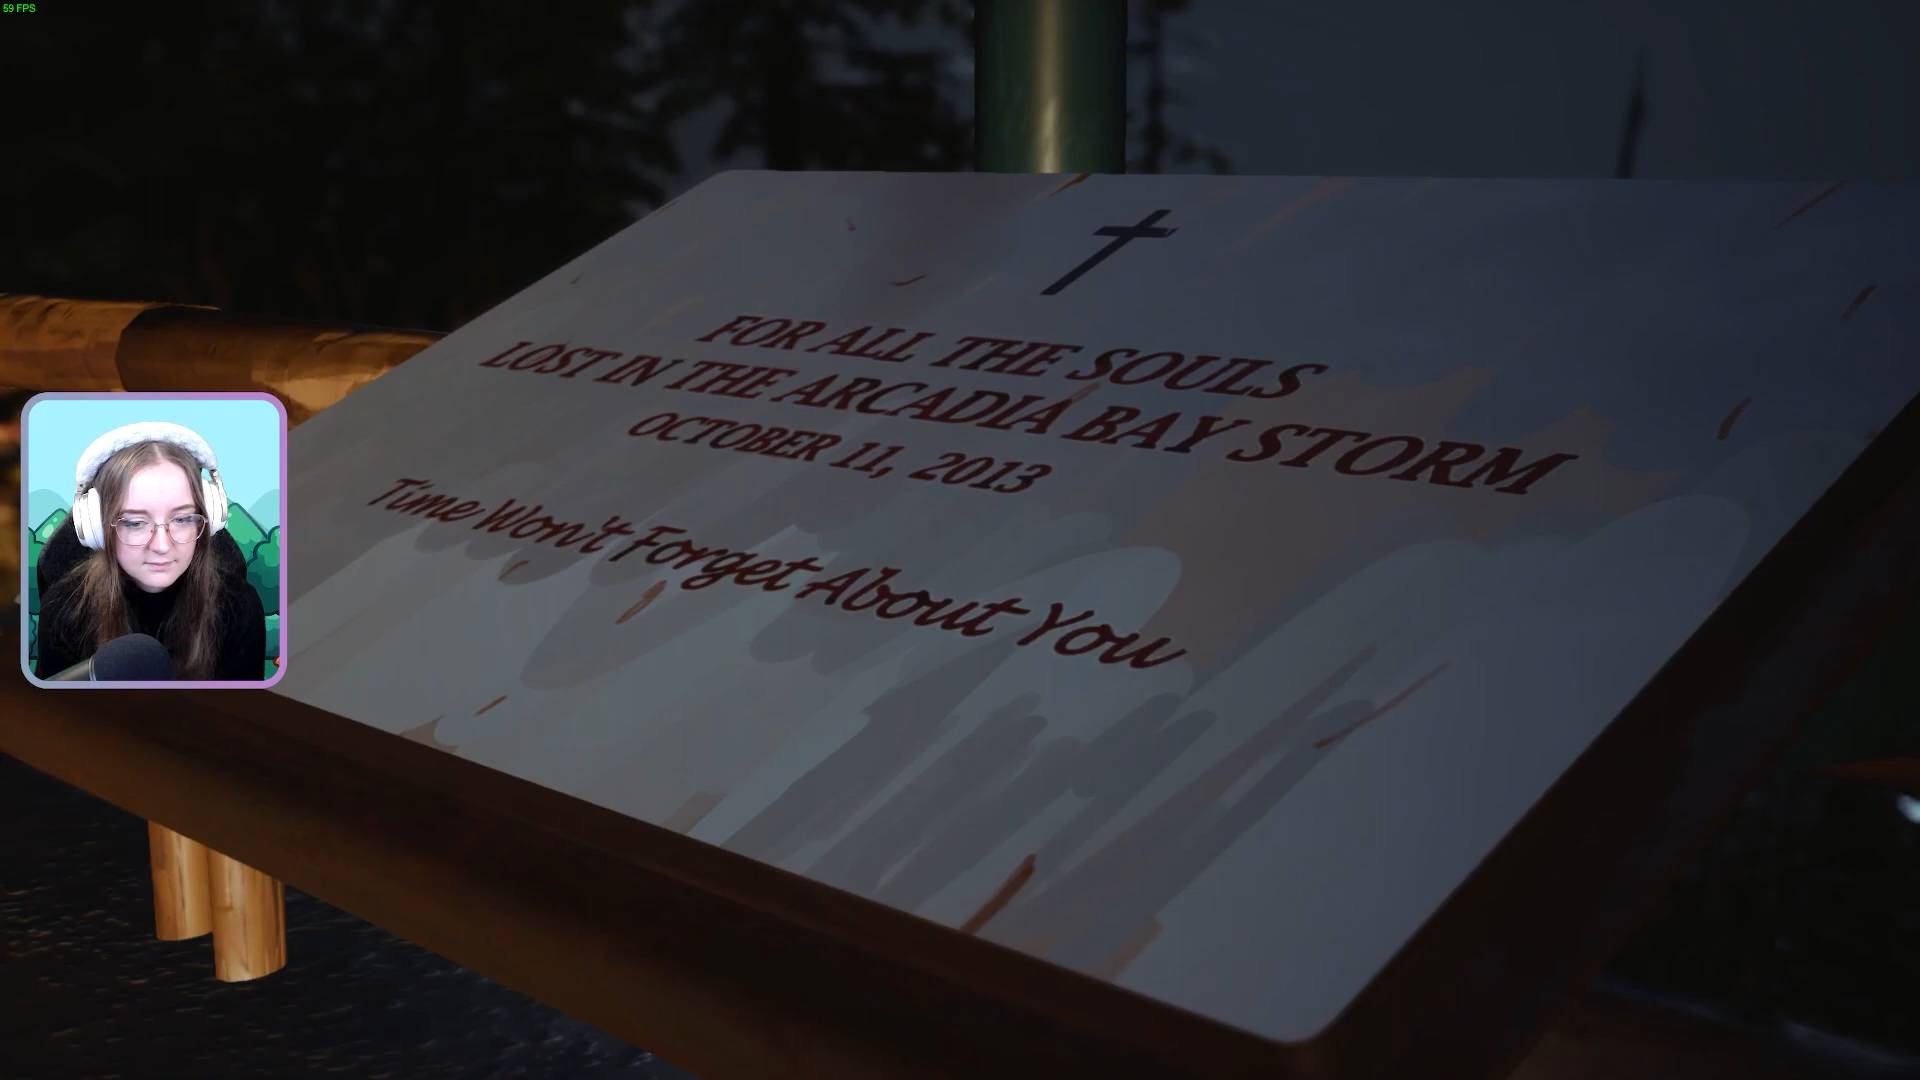 59 FPS
FOR ALL THE SOULS
LOST IN THE ARCADIA BAY STORM
OCTOBER 11, 2013
Time Won't Forget About You